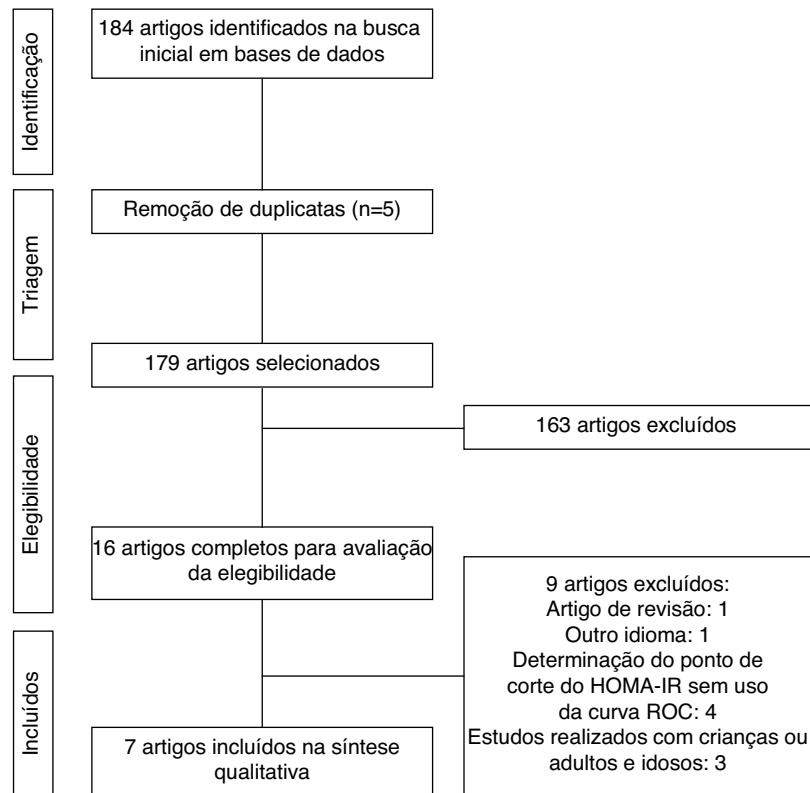 Identificação
184 artigos identificados na busca
inicial em bases de dados
Triagem
Remoção de duplicatas (n=5)
179 artigos selecionados
Elegibilidade
163 artigos excluídos
16 artigos completos para avaliação
da elegibilidade
9 artigos excluídos:
Artigo de revisão: 1
Outro idioma: 1
Determinação do ponto de
corte do HOMA-IR sem uso
da curva ROC: 4
Estudos realizados com crianças ou
adultos e idosos: 3
Incluídos
7 artigos incluídos na síntese
qualitativa